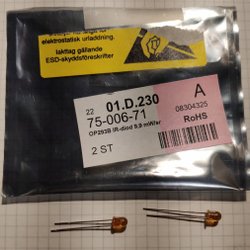 elektrostatisk urladdning.
Iakttag gällande
ESD-skyddsföreskrifter
A
22 01.D.230
08304325
75-006-71
RoHS
OP293B IR-diod 5,9 mW/sr
2 ST